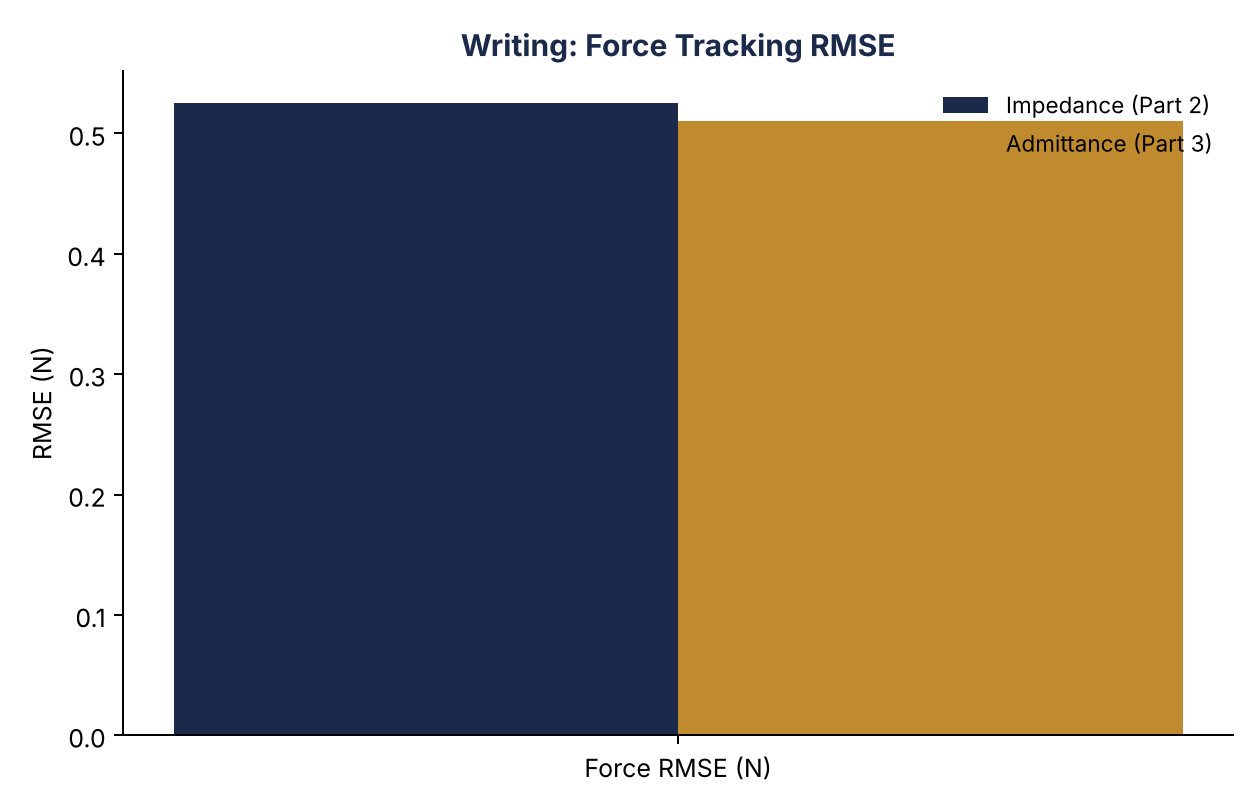 Writing: Force Tracking RMSE
Impedance (Part 2)
Admittance (Part 3)
RMSE (N)
0.5
0.4
0.3
0.2
0.1
0.0
Force RMSE (N)